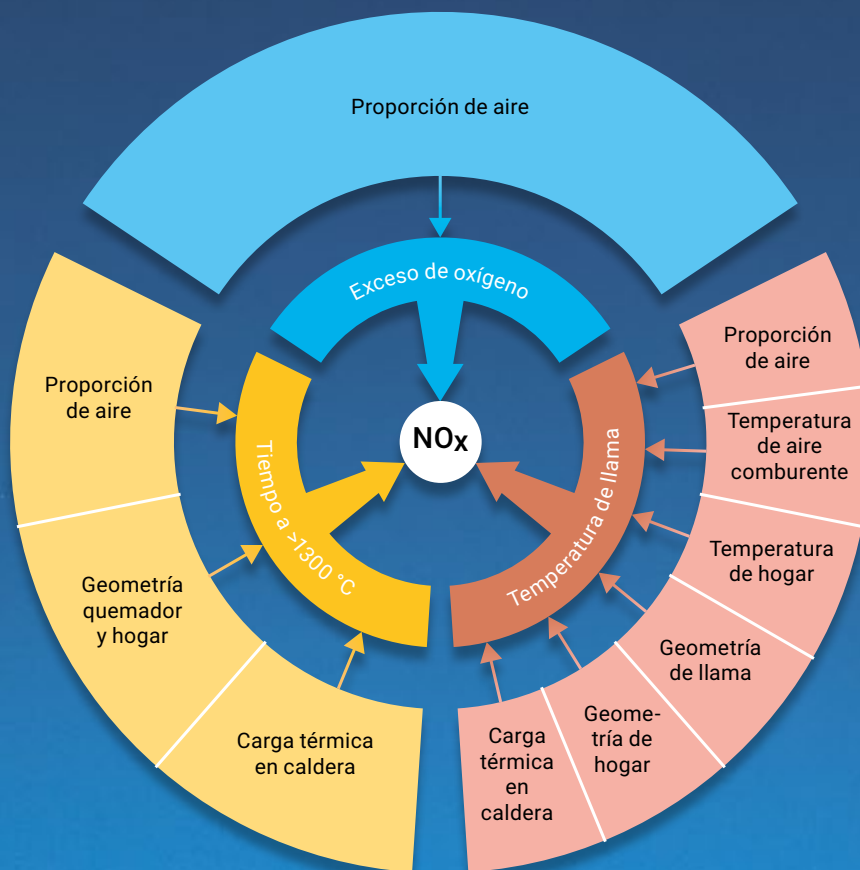 Proporción de aire
Exceso de oxígeno
Proporción
de aire
Geometría
quemador
y hogar
Carga térmica
en caldera
Tiempo a >1300 °C
NOx
Temperatura de llama
Proporción
de aire
Temperatura
de aire
comburente
Temperatura
de hogar
Geometría
de llama
Geome-
tría de
hogar
Carga
térmica
en
caldera